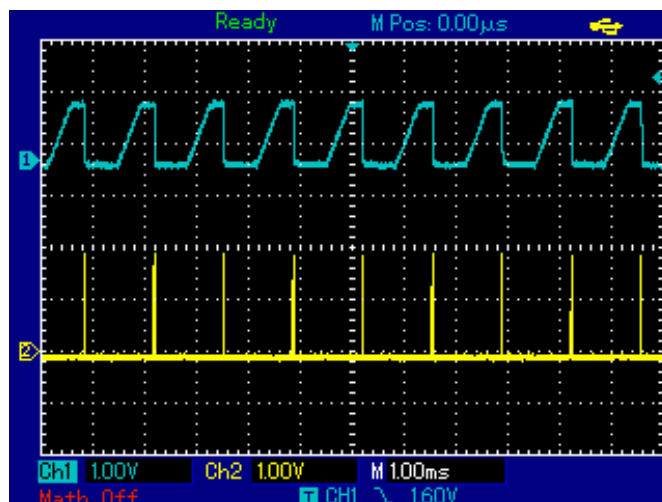 Ready M Pos: 0.00µs
1
2
Ch1 1.00V Ch2 1.00V M 1.00ms
Math Off T CH1 1.60V